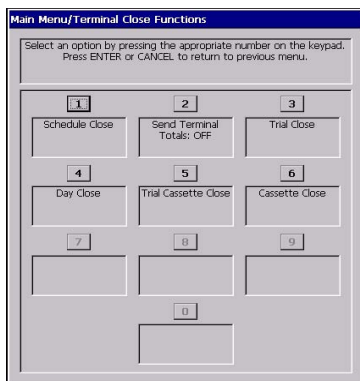 Main Menu/Terminal Close Functions
Select an option by pressing the appropriate number on the keypad.
Press ENTER or CANCEL to return to previous menu.
1 2 3
Schedule Close Send Terminal Trial Close
Totals: OFF
4 5 6
Day Close Trial Cassette Close Cassette Close
7 8 9
0